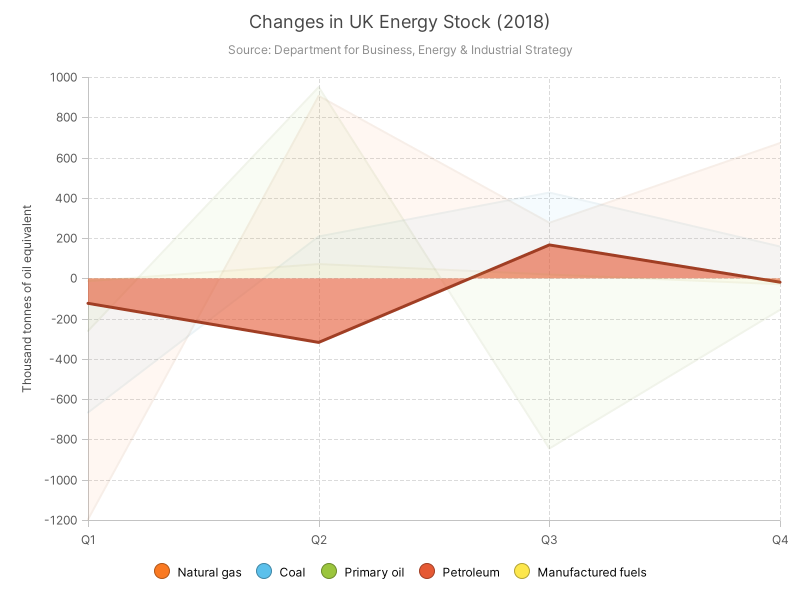 Changes in UK Energy Stock (2018)
Source: Department for Business, Energy & Industrial Strategy
Thousand tonnes of oil equivalent
1000
800
600
400
200
0
-200
-400
-600
-800
-1000
-1200
Q1 Q2 Q3 Q4
Natural gas Coal Primary oil Petroleum Manufactured fuels